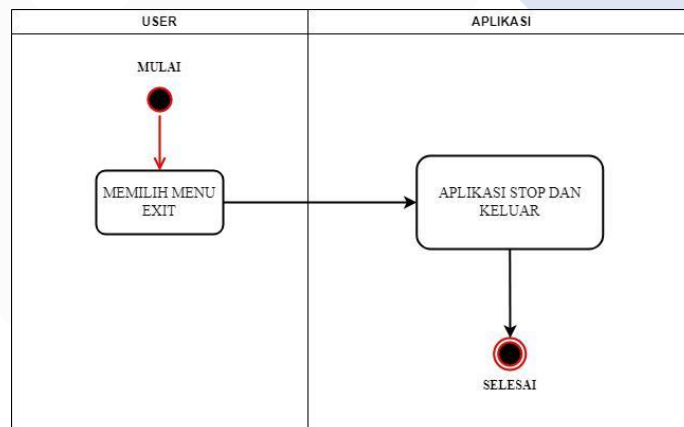 USER
APLIKASI
MULAI
MEMILIH MENU
EXIT
APLIKASI STOP DAN
KELUAR
SELESAI